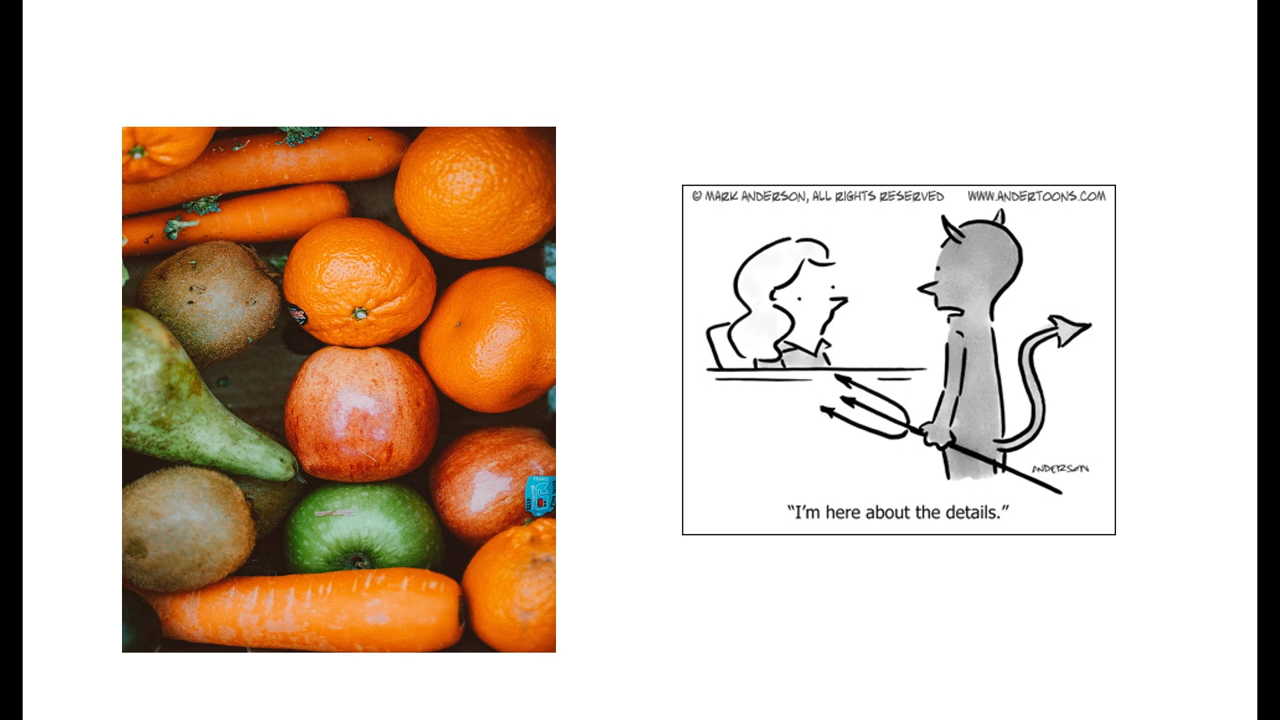 © MARK ANDERSON, ALL RIGHTS RESERVED WWW.ANDERTOONS.COM
ANDERSON
“I’m here about the details.”